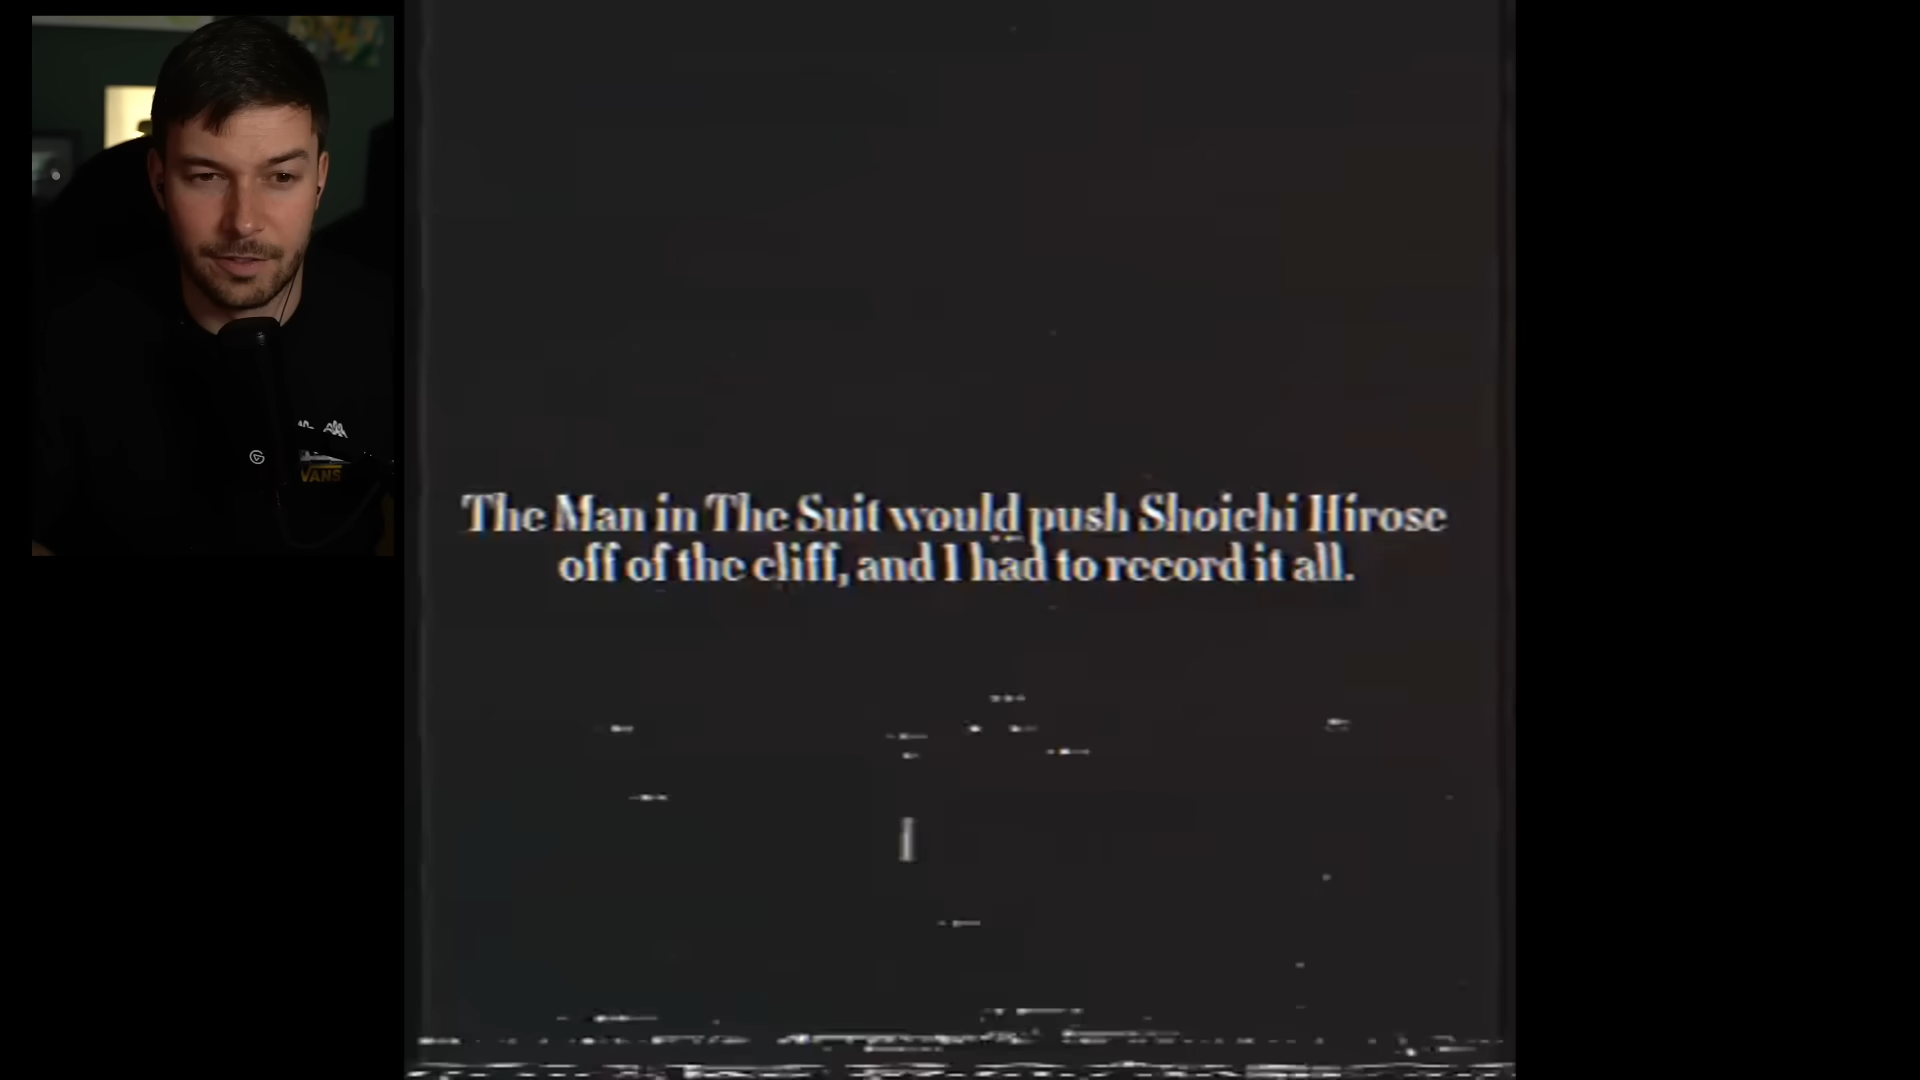 The Man in The Suit would push Shoichi Hirose
off of the cliff, and I had to record it all.
VANS